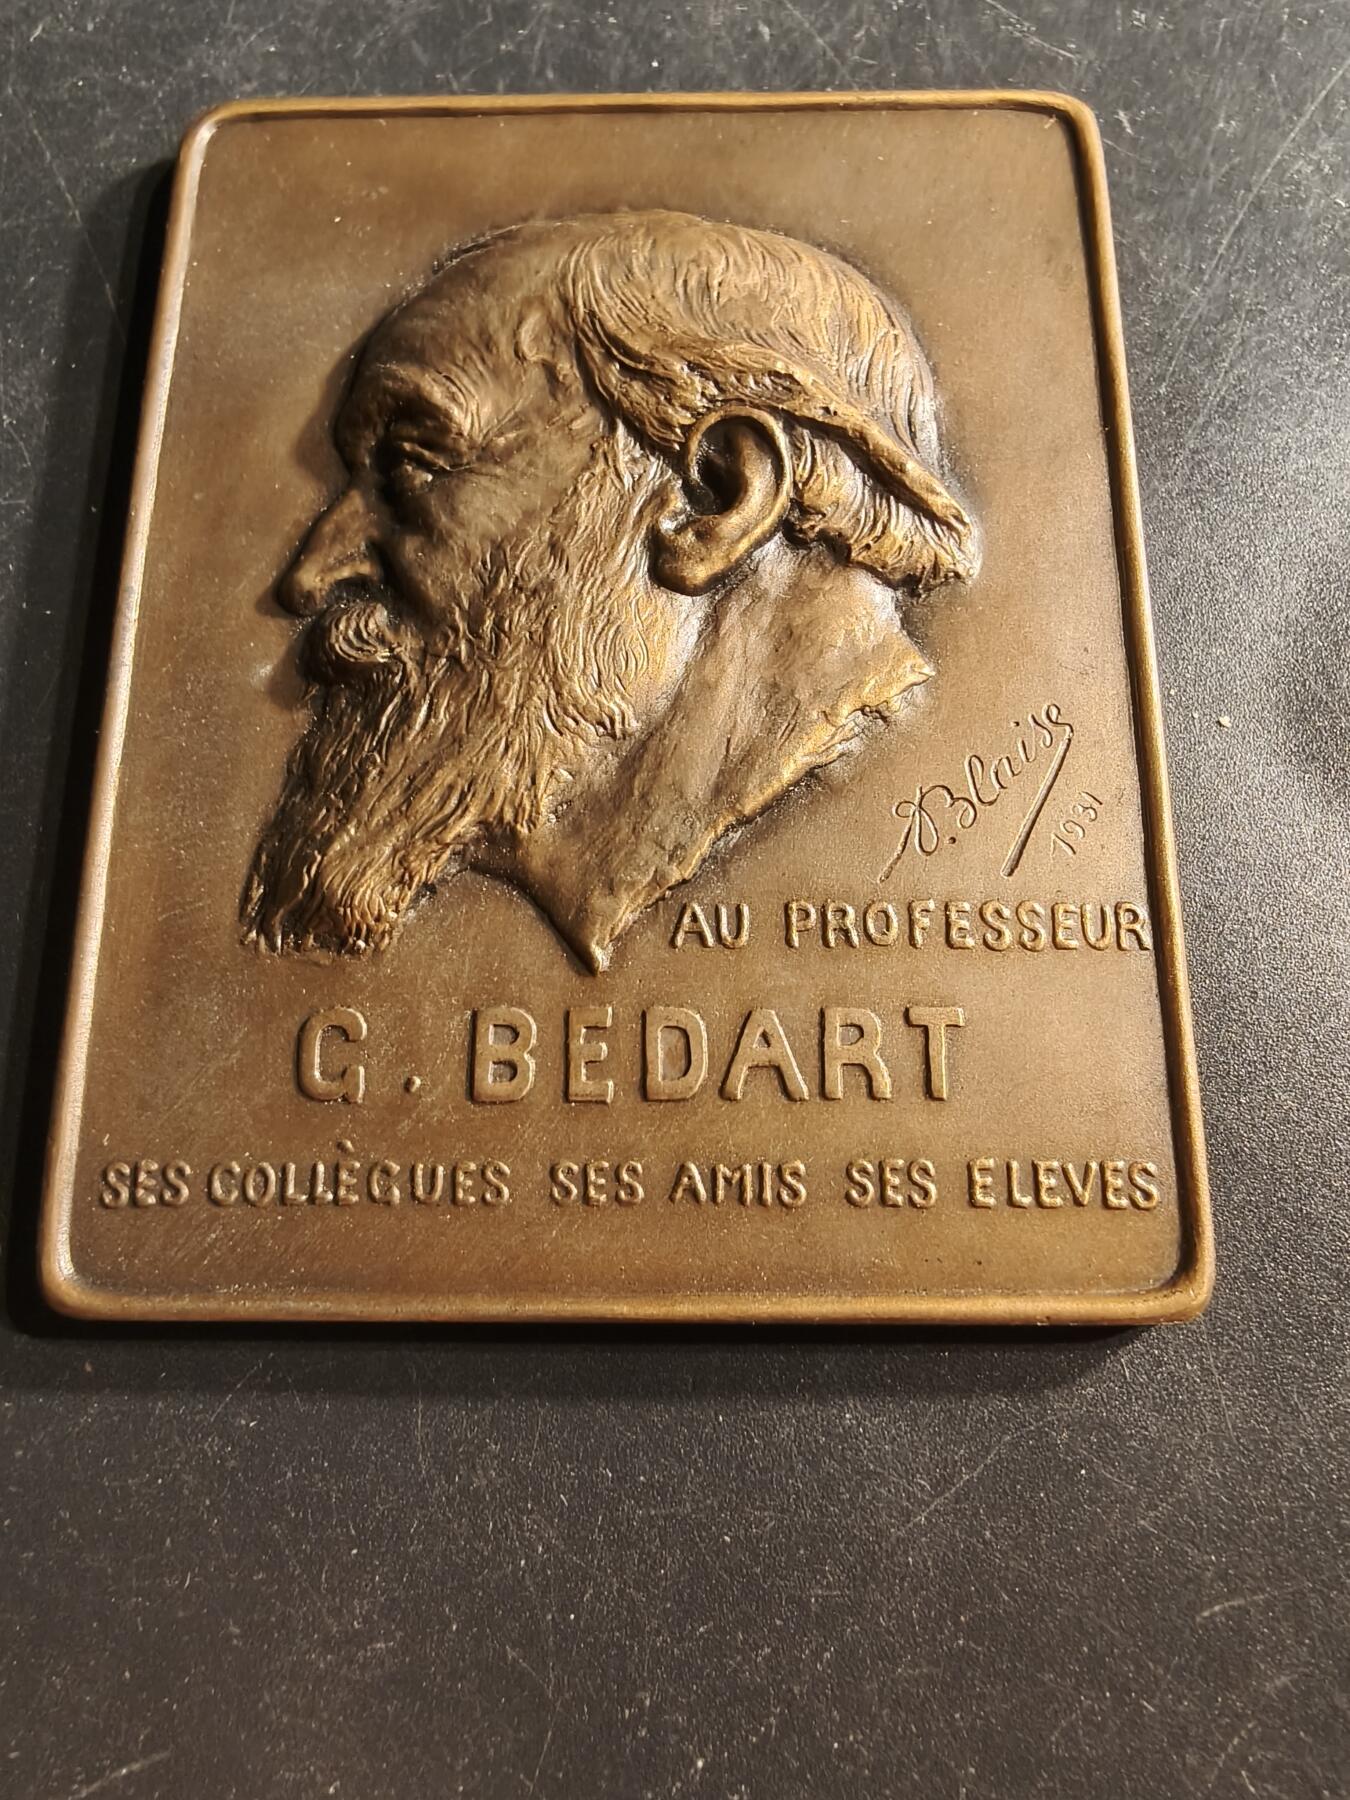 A. Blaise
1931
AU PROFESSEUR
G. BEDART
SES COLLÈGUES SES AMIS SES ELEVES